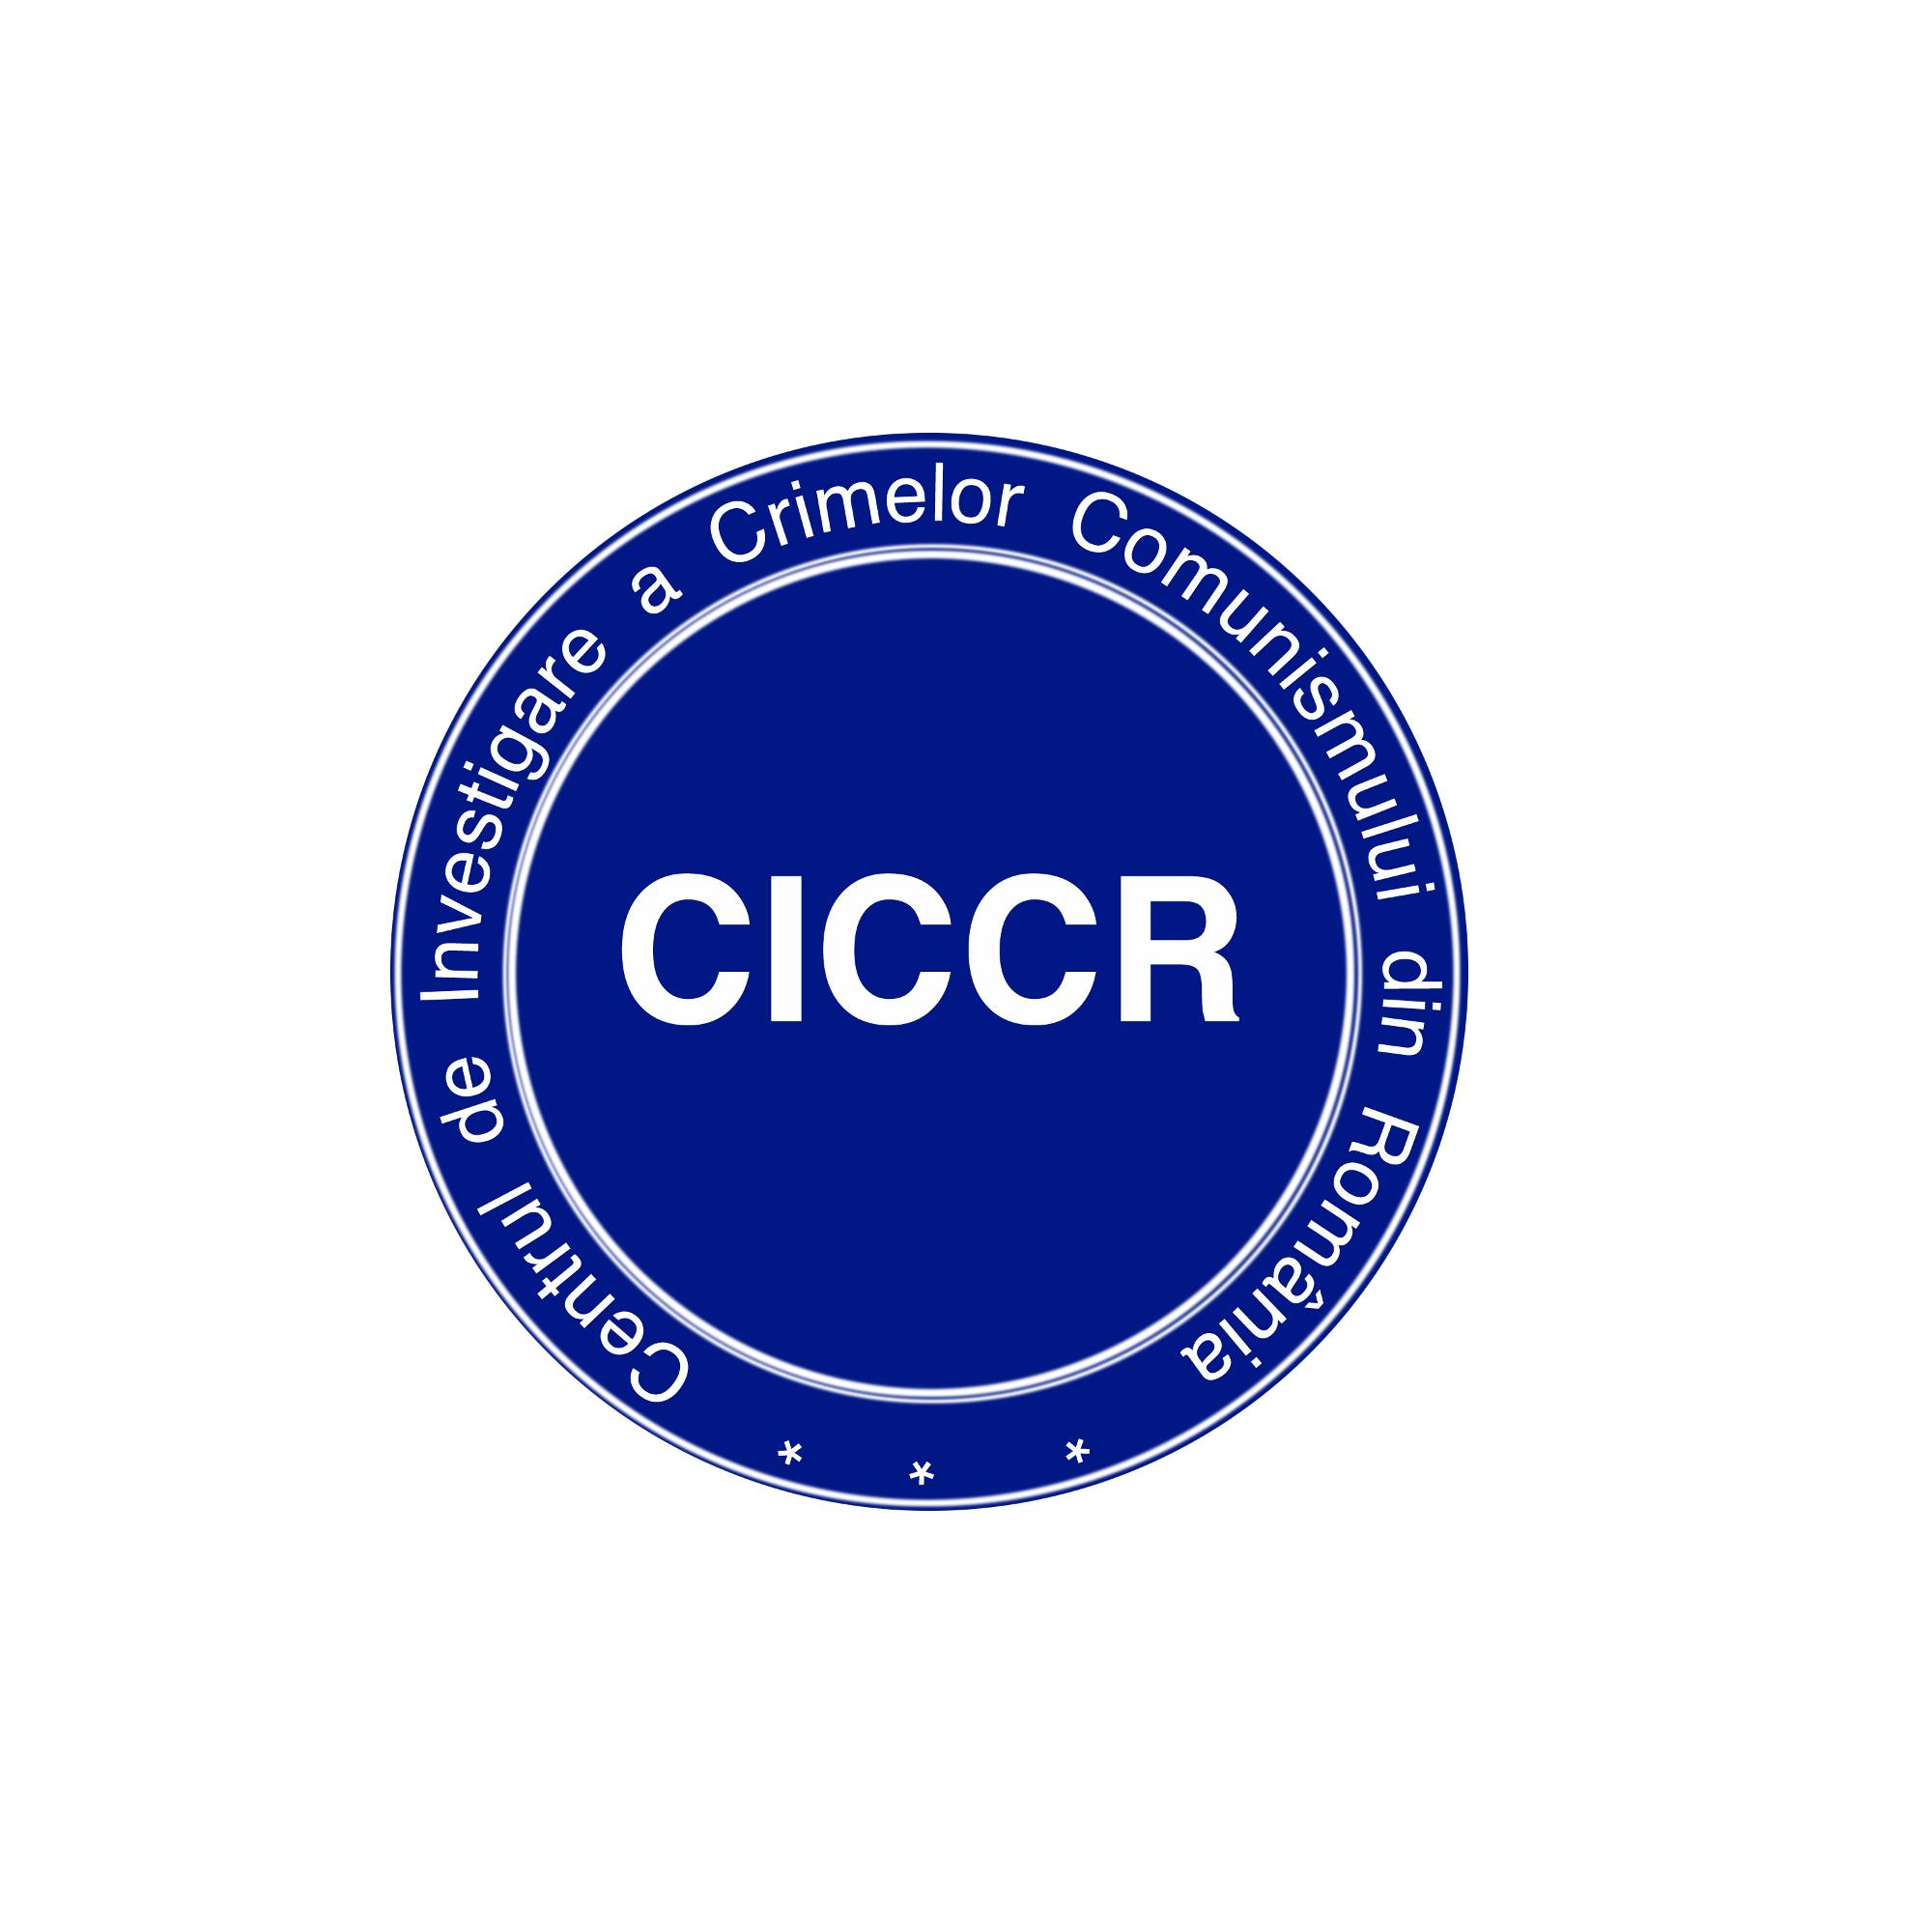 Centrul de Investigare a Crimelor Comunismului din România
CICCR
* * *